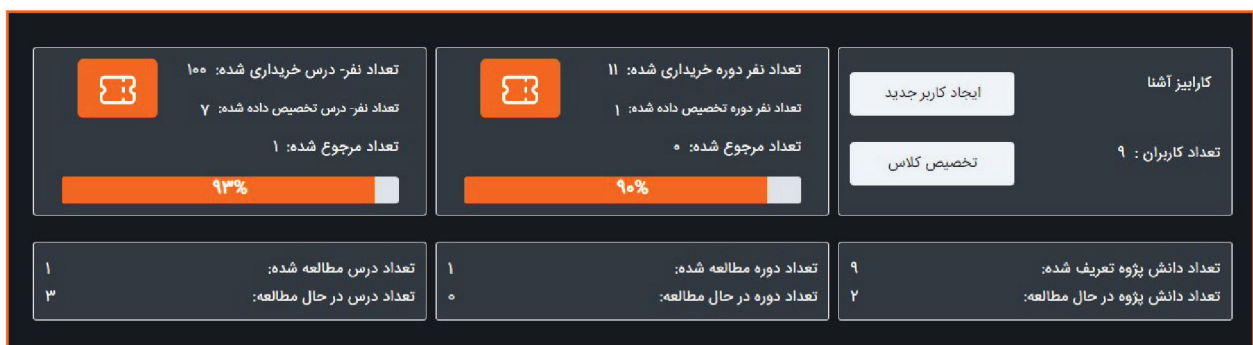 کارابیز آشنا
ایجاد کاربر جدید
تعداد کاربران : ۹
تخصیص کلاس
تعداد نفر دوره خریداری شده: ۱۱
تعداد نفر دوره تخصیص داده شده: ۱
تعداد مرجوع شده: ۰
۹۰%
تعداد نفر- درس خریداری شده: ۱۰۰
تعداد نفر- درس تخصیص داده شده: ۷
تعداد مرجوع شده: ۱
۹۳%
تعداد دانش پژوه تعریف شده: ۹
تعداد دانش پژوه در حال مطالعه: ۲
تعداد دوره مطالعه شده: ۱
تعداد دوره در حال مطالعه: ۰
تعداد درس مطالعه شده: ۱
تعداد درس در حال مطالعه: ۳